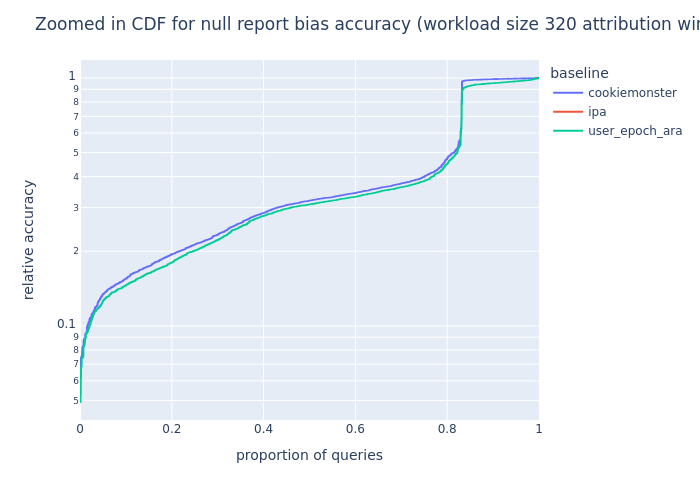 Zoomed in CDF for null report bias accuracy (workload size 320 attribution
baseline
cookiemonster
ipa
user_epoch_ara
relative accuracy
1
9
8
7
6
5
4
3
2
0.1
9
8
7
6
5
0 0.2 0.4 0.6 0.8 1
proportion of queries